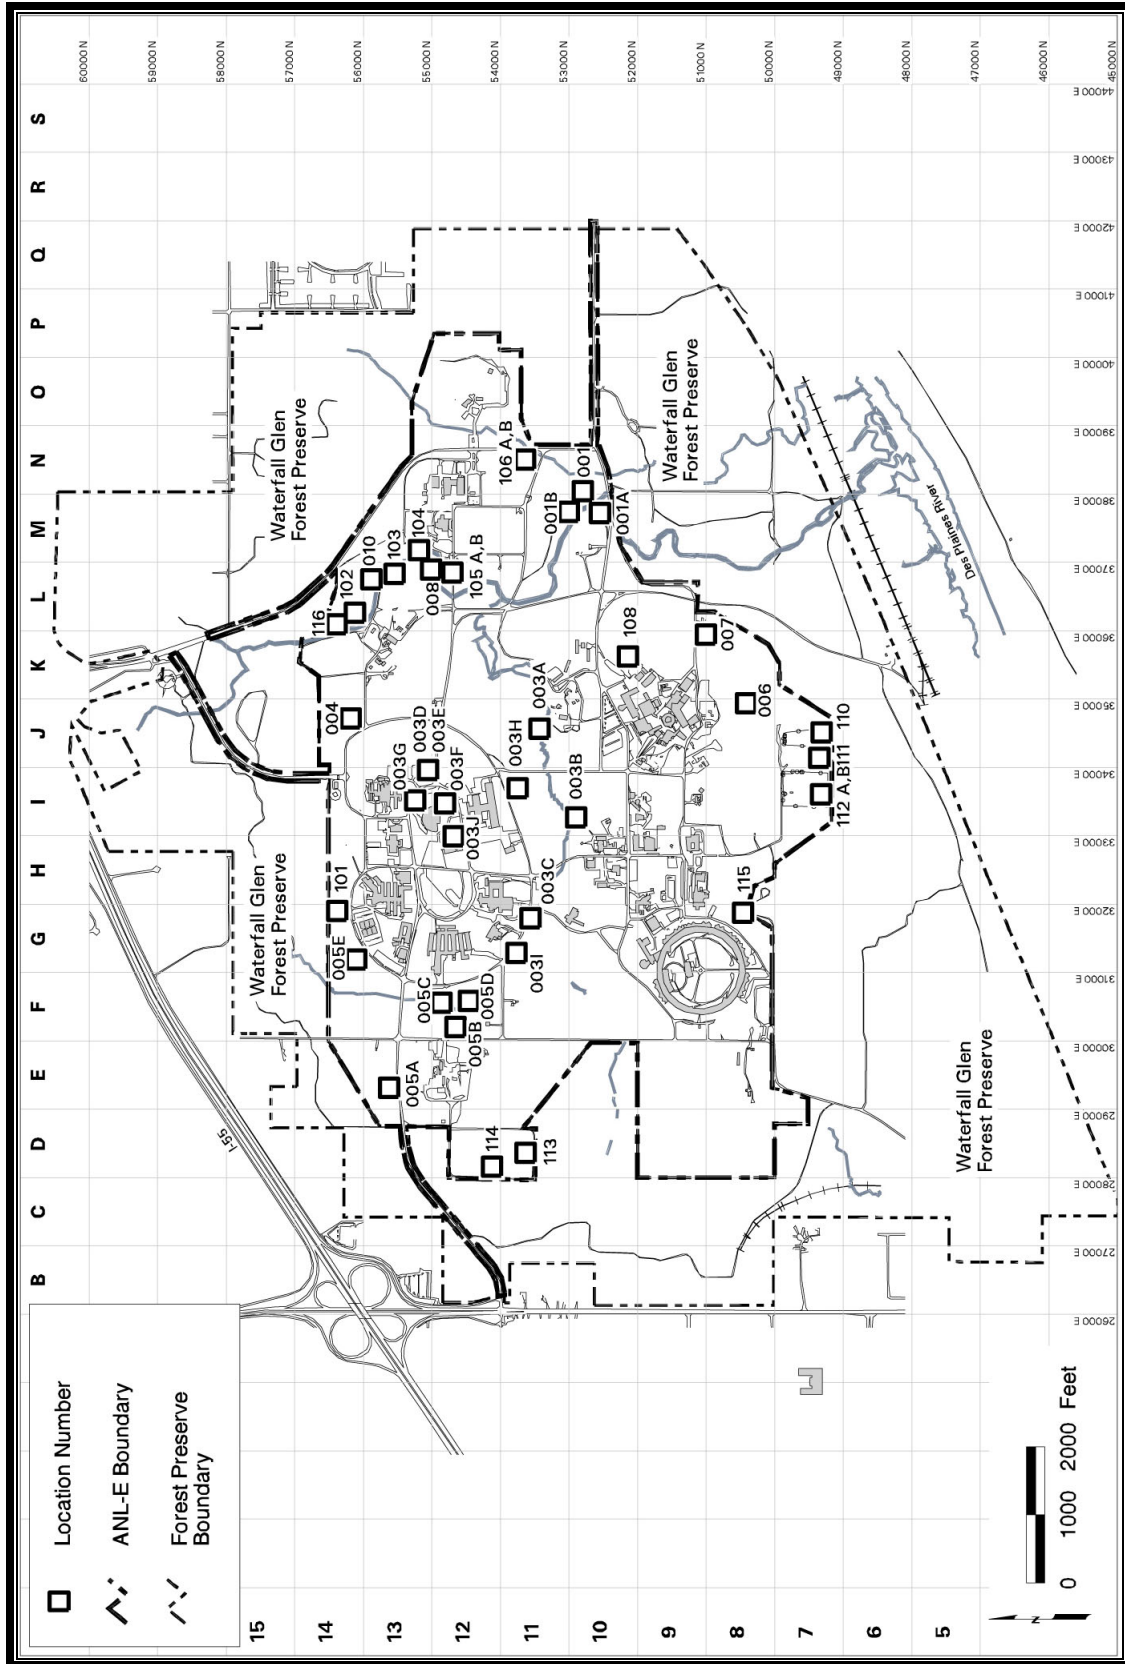 Location Number
ANL-E Boundary
Forest Preserve
Boundary
B C D E F G H I J K L M N O P Q R S
15
14
13
12
11
10
9
8
7
6
5
60000 N
59000 N
58000 N
57000 N
56000 N
55000 N
54000 N
53000 N
52000 N
51000 N
50000 N
49000 N
48000 N
47000 N
46000 N
45000 N
26000 E
27000 E
28000 E
29000 E
30000 E
31000 E
32000 E
33000 E
34000 E
35000 E
36000 E
37000 E
38000 E
39000 E
40000 E
41000 E
42000 E
43000 E
44000 E
I-55
Waterfall Glen
Forest Preserve
Waterfall Glen
Forest Preserve
Waterfall Glen
Forest Preserve
Waterfall Glen
Forest Preserve
Des Plaines River
101
005E
004
116
102
010
103
104
008
105 A,B
106 A,B
001B
001
001A
005A
005C
005B
005D
003G
003D
003E
003F
003J
003H
003A
003B
003C
003I
114
113
108
007
006
110
111
112 A,B
115
0 1000 2000 Feet
N